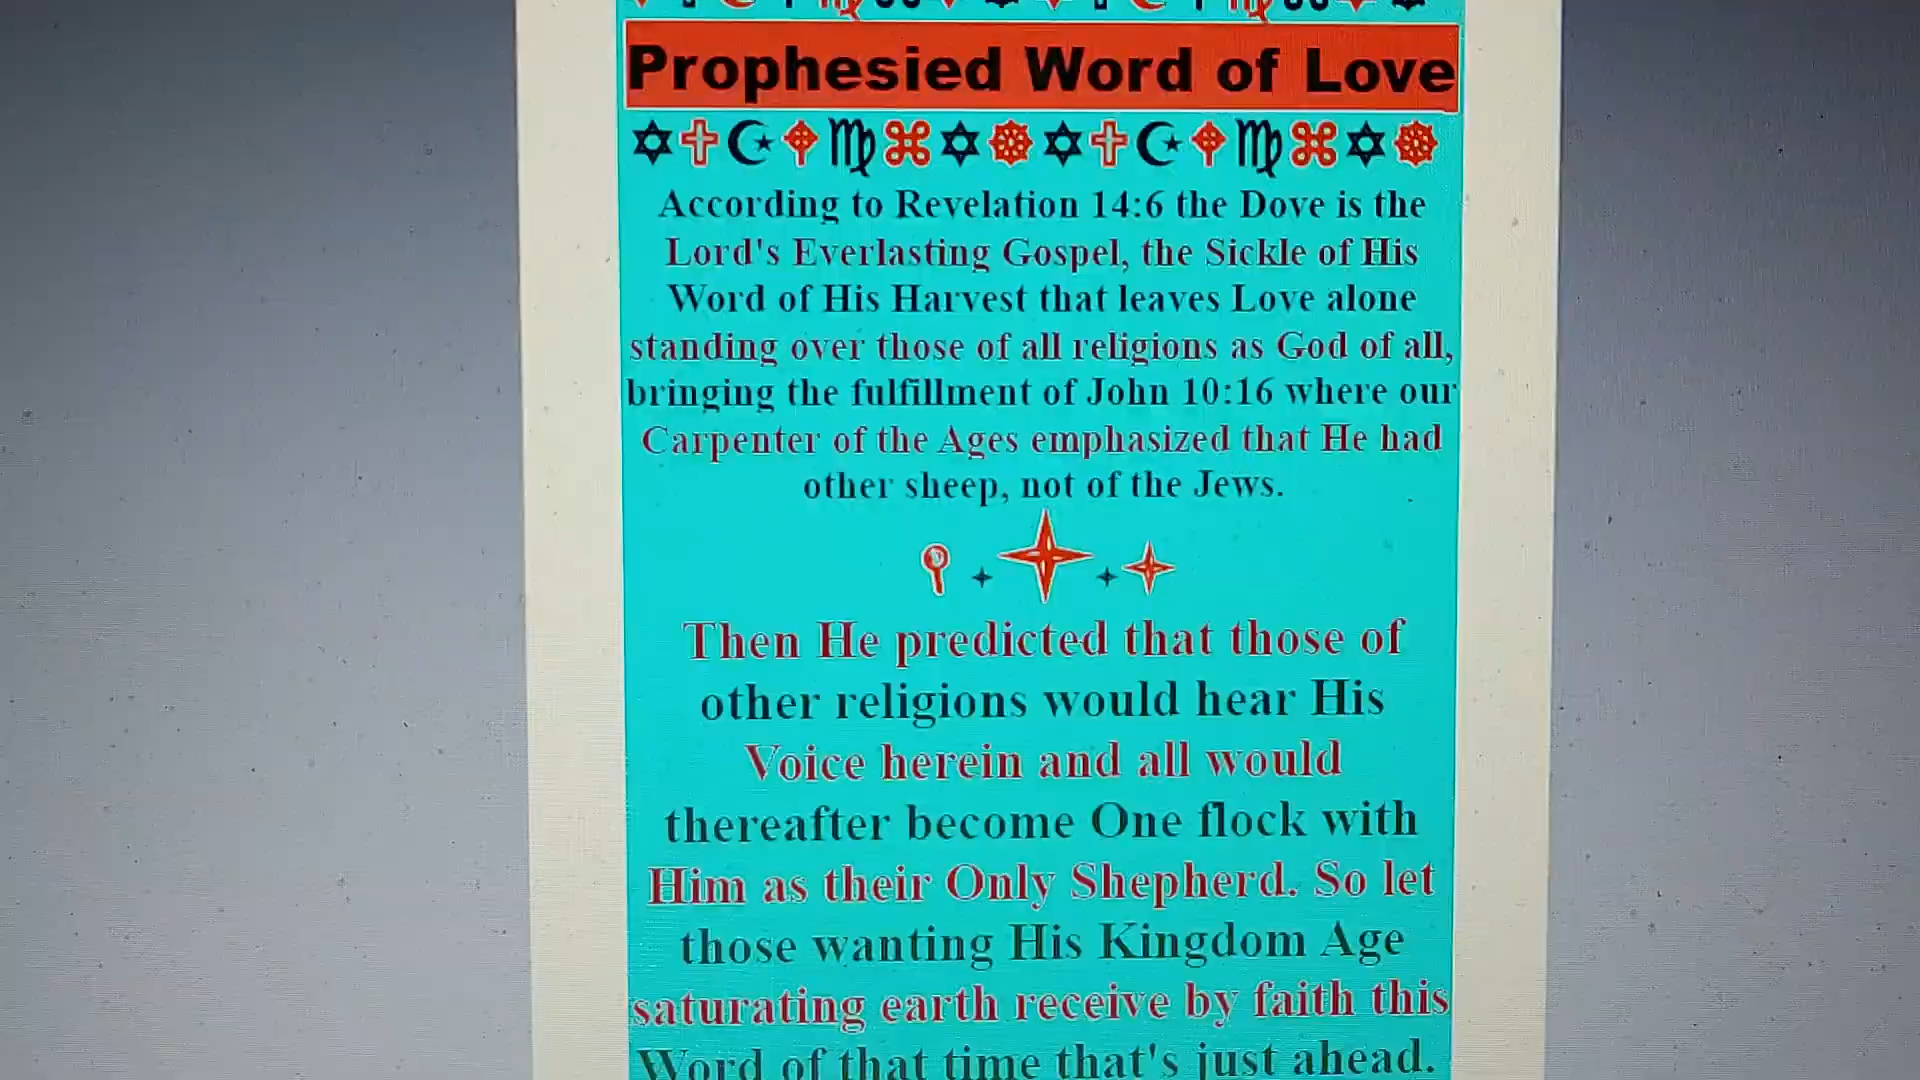 Prophesied Word of Love
According to Revelation 14:6 the Dove is the
Lord's Everlasting Gospel, the Sickle of His
Word of His Harvest that leaves Love alone
standing over those of all religions as God of all,
bringing the fulfillment of John 10:16 where our
Carpenter of the Ages emphasized that He had
other sheep, not of the Jews.
Then He predicted that those of
other religions would hear His
Voice herein and all would
thereafter become One flock with
Him as their Only Shepherd. So let
those wanting His Kingdom Age
saturating earth receive by faith this
Word of that time that's just ahead.